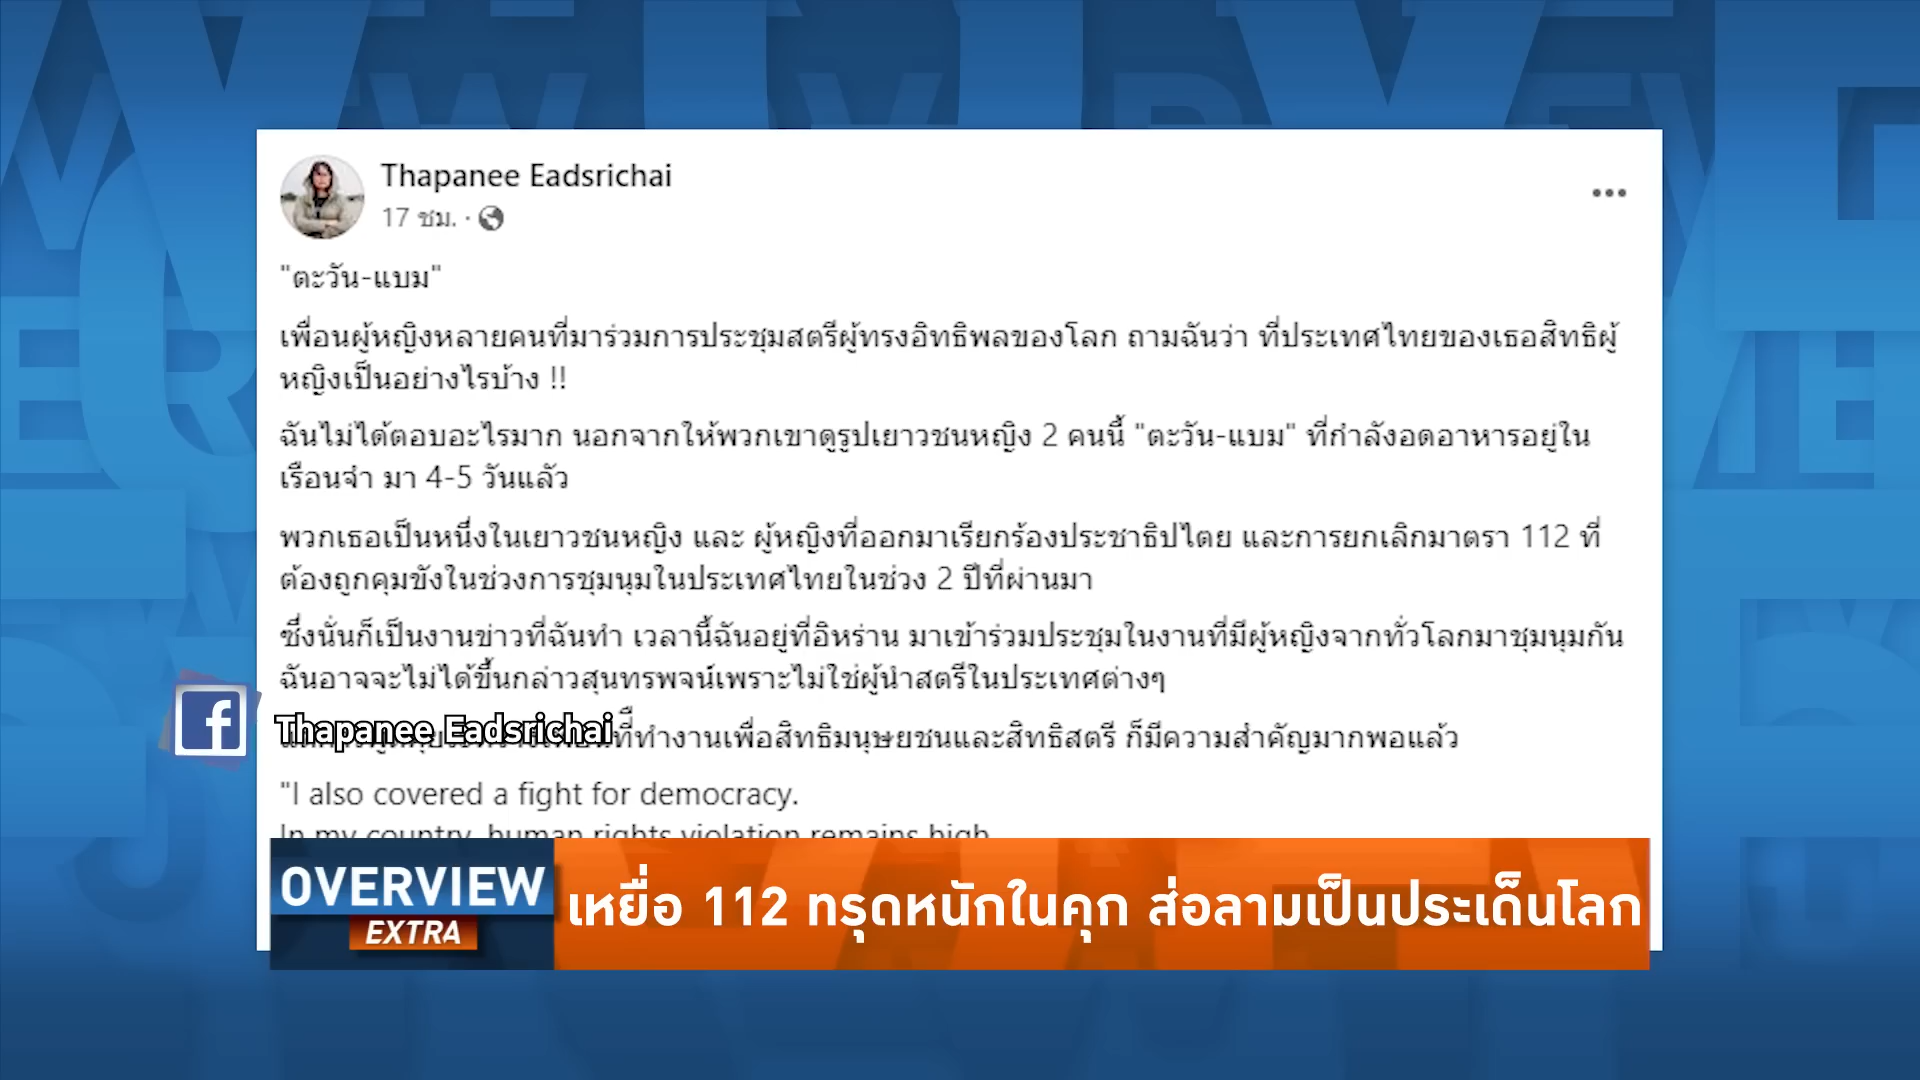 Thapanee Eadsrichai
17 ชม.
"ตะวัน-แบม"
เพื่อนผู้หญิงหลายคนที่มาร่วมการประชุมสตรีผู้ทรงอิทธิพลของโลก ถามฉันว่า ที่ประเทศไทยของเธอสิทธิผู้
หญิงเป็นอย่างไรบ้าง !!
ฉันไม่ได้ตอบอะไรมาก นอกจากให้พวกเขาดูรูปเยาวชนหญิง 2 คนนี้ "ตะวัน-แบม" ที่กำลังอดอาหารอยู่ใน
เรือนจำ มา 4-5 วันแล้ว
พวกเธอเป็นหนึ่งในเยาวชนหญิง และ ผู้หญิงที่ออกมาเรียกร้องประชาธิปไตย และการยกเลิกมาตรา 112 ที่
ต้องถูกคุมขังในช่วงการชุมนุมในประเทศไทยในช่วง 2 ปีที่ผ่านมา
ซึ่งนั่นก็เป็นงานข่าวที่ฉันทำ เวลานี้ฉันอยู่ที่อิหร่าน มาเข้าร่วมประชุมในงานที่มีผู้หญิงจากทั่วโลกมาชุมนุมกัน
ฉันอาจจะไม่ได้ขึ้นกล่าวสุนทรพจน์เพราะไม่ใช่ผู้นำสตรีในประเทศต่างๆ
ที่ทำงานเพื่อสิทธิมนุษยชนและสิทธิสตรี ก็มีความสำคัญมากพอแล้ว
Thapanee Eadsrichai
"I also covered a fight for democracy.
In my country, human rights violation remains high
OVERVIEW
EXTRA
เหยื่อ 112 ทรุดหนักในคุก ส่อลามเป็นประเด็นโลก